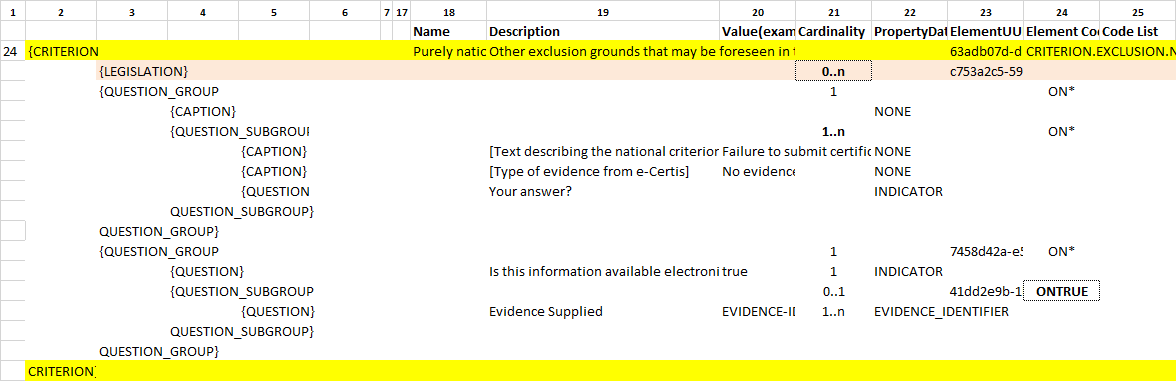 1 2 3 4 5 6 7 17 18 19 20 21 22 23 24 25
Name Description Value(exam Cardinality PropertyDat ElementUU Element Co Code List
24 {CRITERION Purely natic Other exclusion grounds that may be foreseen in t 63adb07d-d CRITERION.EXCLUSION.N
{LEGISLATION} 0..n c753a2c5-59
{QUESTION_GROUP 1 ON*
{CAPTION} NONE
{QUESTION_SUBGROUP 1..n ON*
{CAPTION} [Text describing the national criterior Failure to submit certific NONE
{CAPTION} [Type of evidence from e-Certis] No evidence NONE
{QUESTION Your answer? INDICATOR
QUESTION_SUBGROUP}
QUESTION_GROUP}
{QUESTION_GROUP 1 7458d42a-e5 ON*
{QUESTION} Is this information available electroni true 1 INDICATOR
{QUESTION_SUBGROUP 0..1 41dd2e9b-1 ONTRUE
{QUESTION} Evidence Supplied EVIDENCE-II 1..n EVIDENCE_IDENTIFIER
QUESTION_SUBGROUP}
QUESTION_GROUP}
CRITERION}